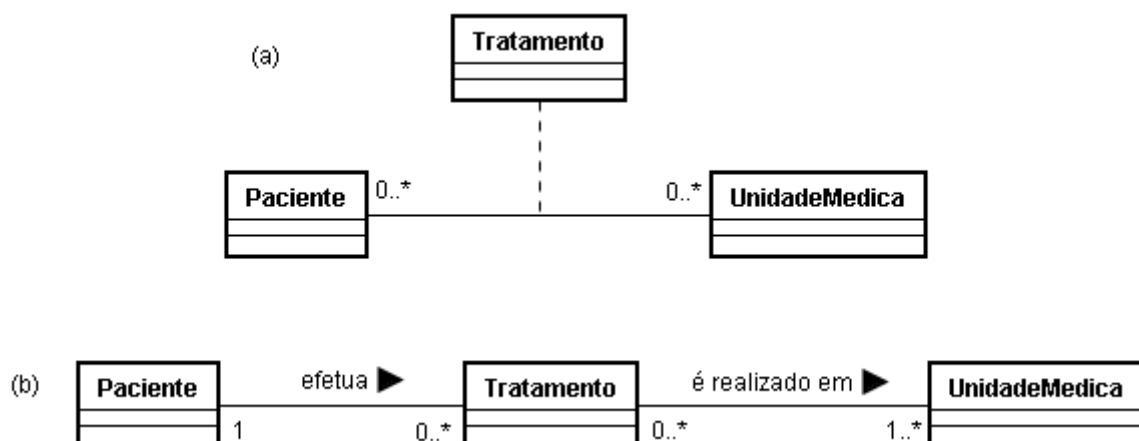 (a)
Tratamento
Paciente 0..* 0..* UnidadeMedica
(b) Paciente efetua ▶ Tratamento é realizado em ▶ UnidadeMedica
1 0..* 0..* 1..*